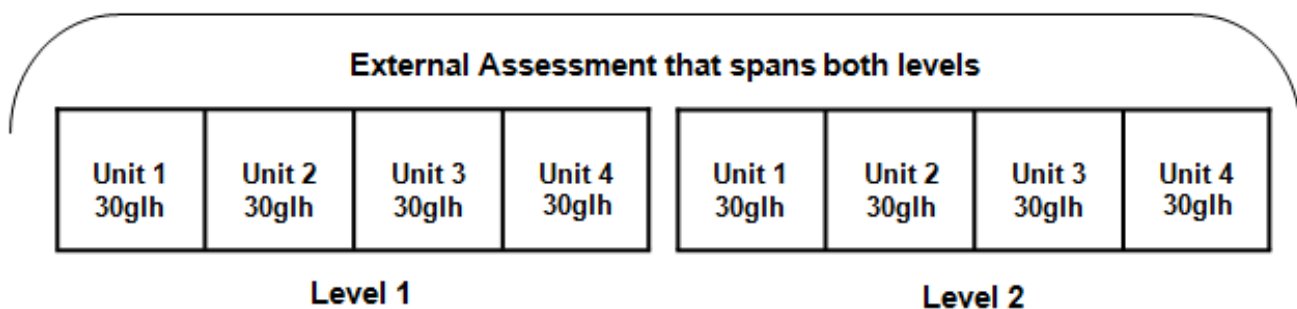 External Assessment that spans both levels
Unit 1 Unit 2 Unit 3 Unit 4 Unit 1 Unit 2 Unit 3 Unit 4
30glh 30glh 30glh 30glh 30glh 30glh 30glh 30glh
Level 1 Level 2